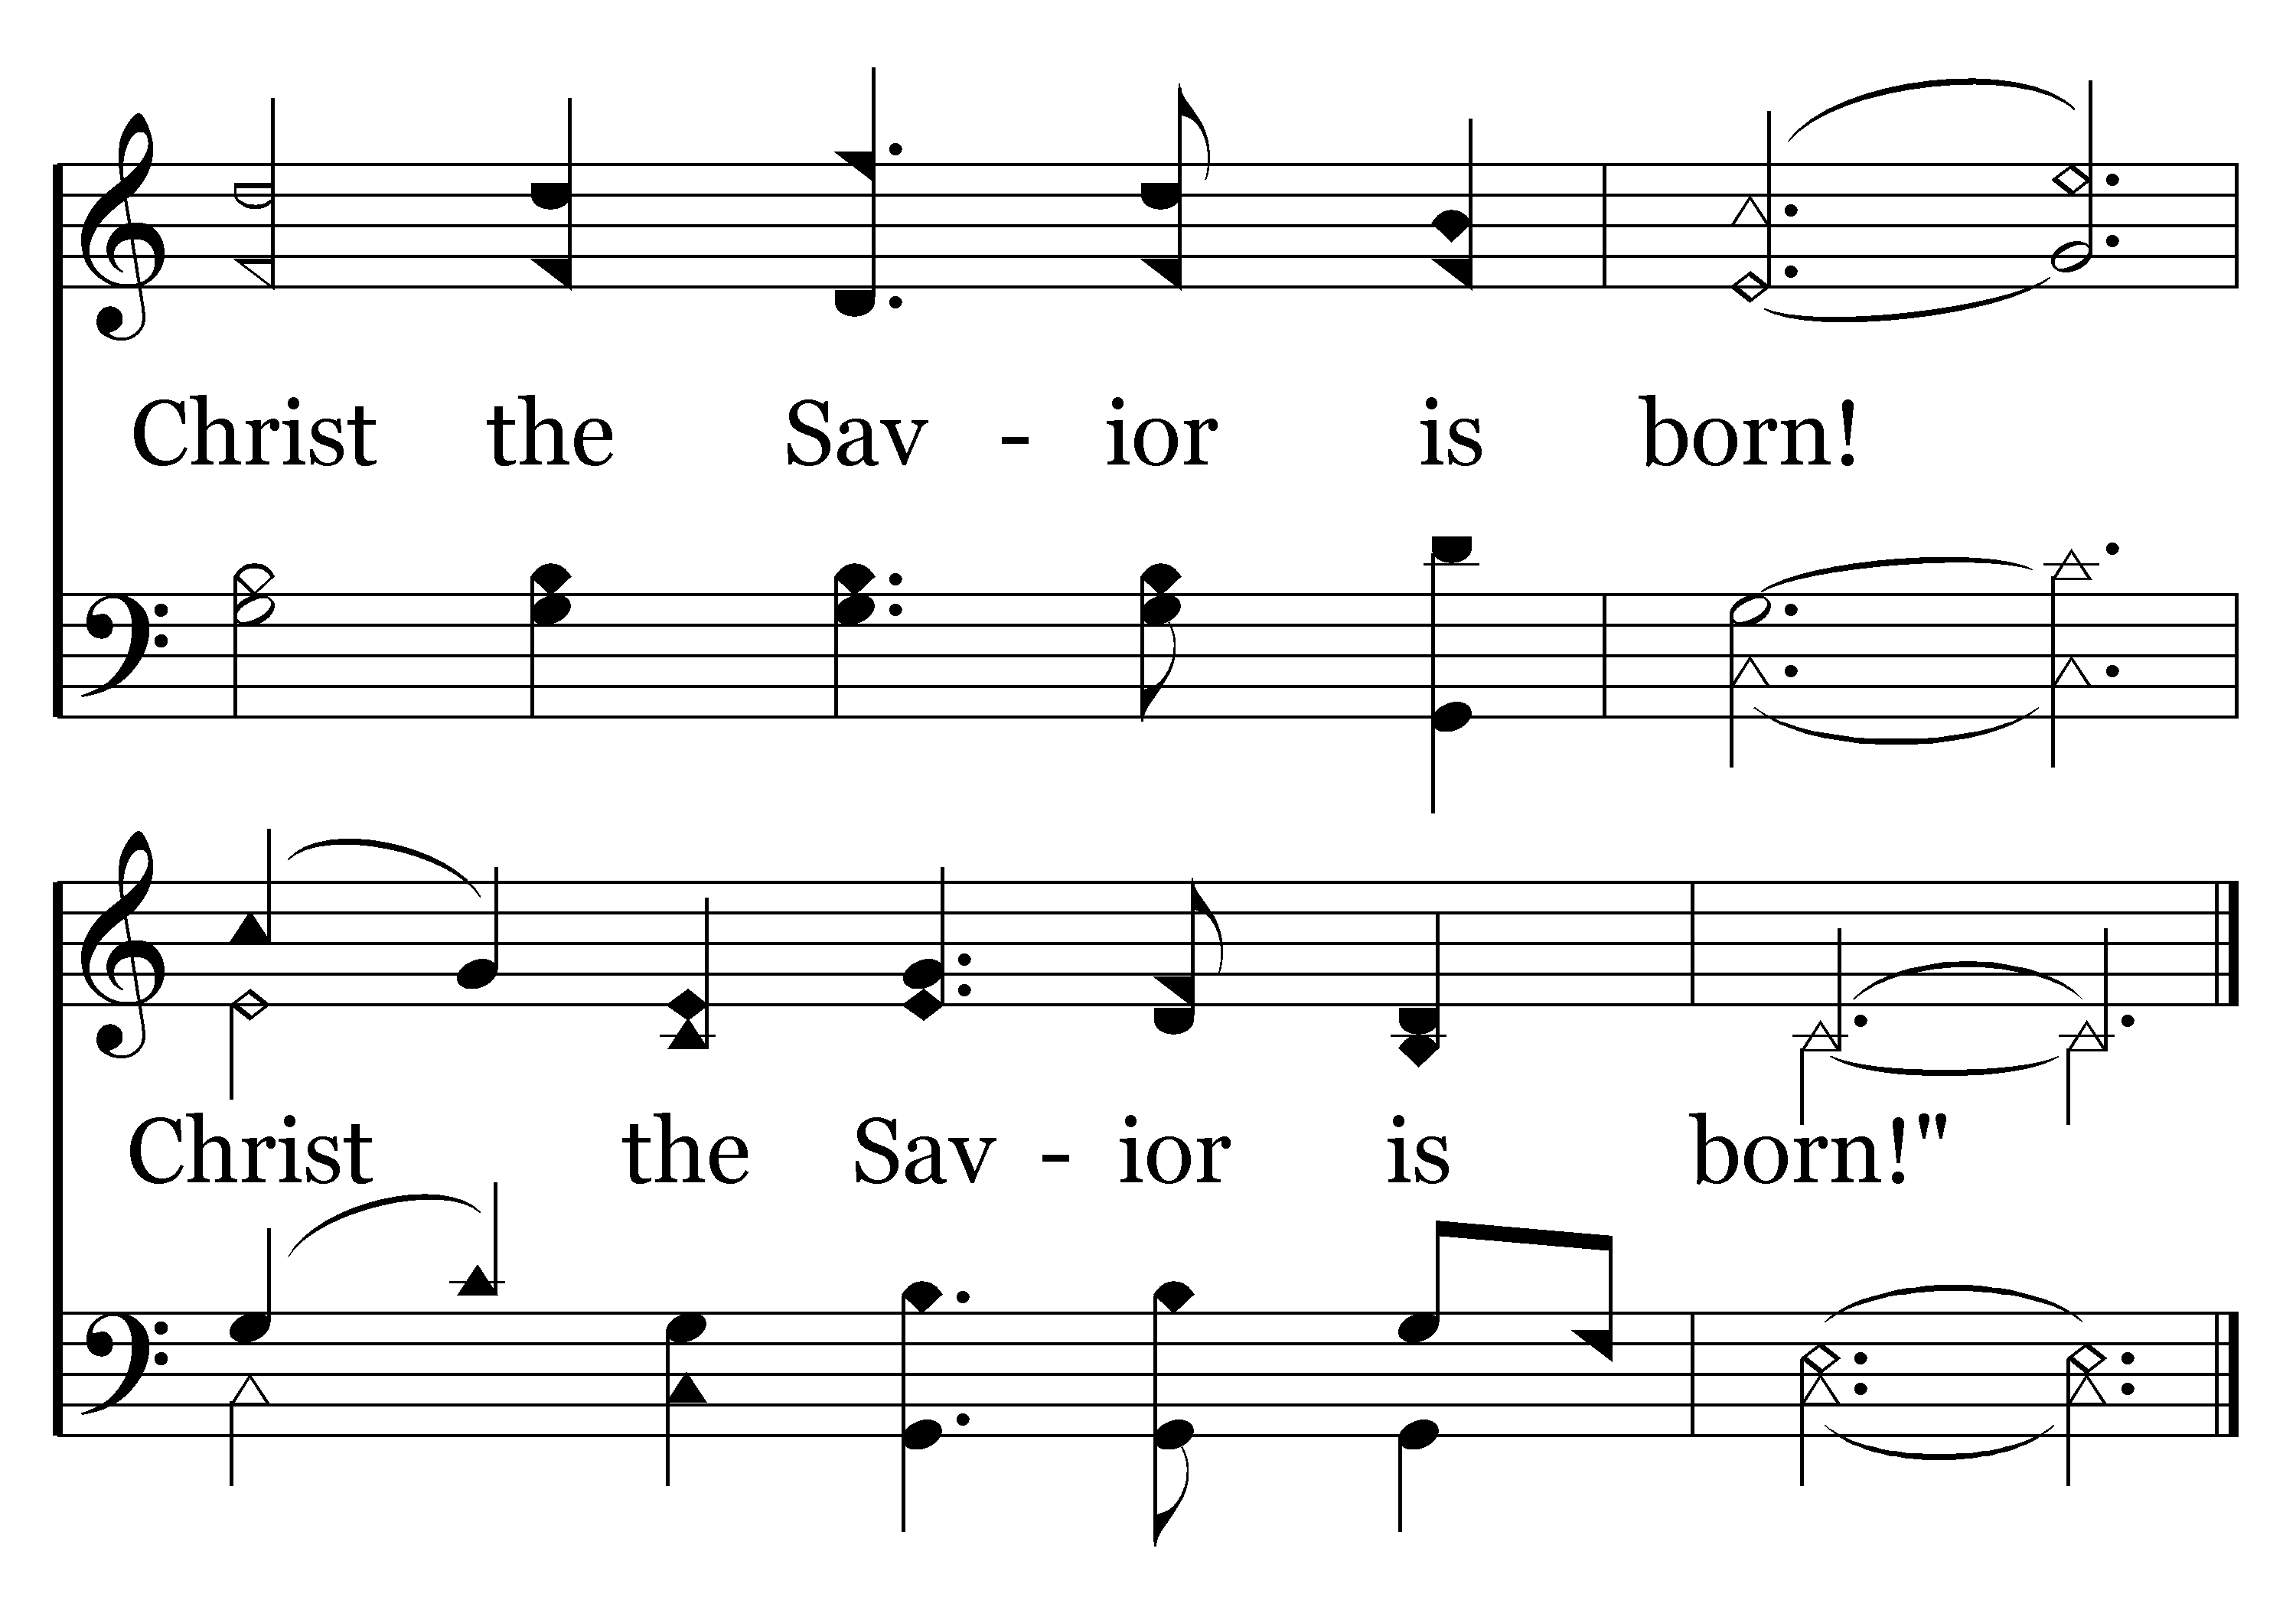 Christ the Sav - ior is born!
Christ the Sav - ior is born!"